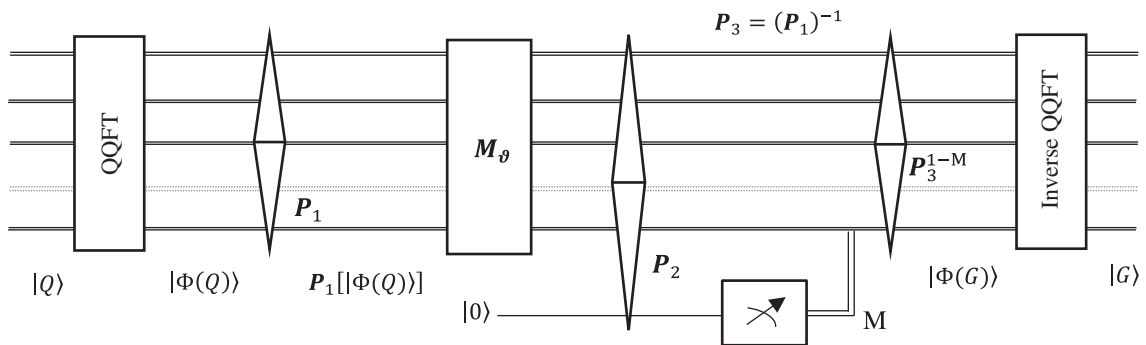 P₃ = (P₁)⁻¹
QQFT
P₁
M_ϑ
P₂
P₃^{1−M}
Inverse QQFT
|Q⟩
|Φ(Q)⟩
P₁[|Φ(Q)⟩]
|0⟩
M
|Φ(G)⟩
|G⟩